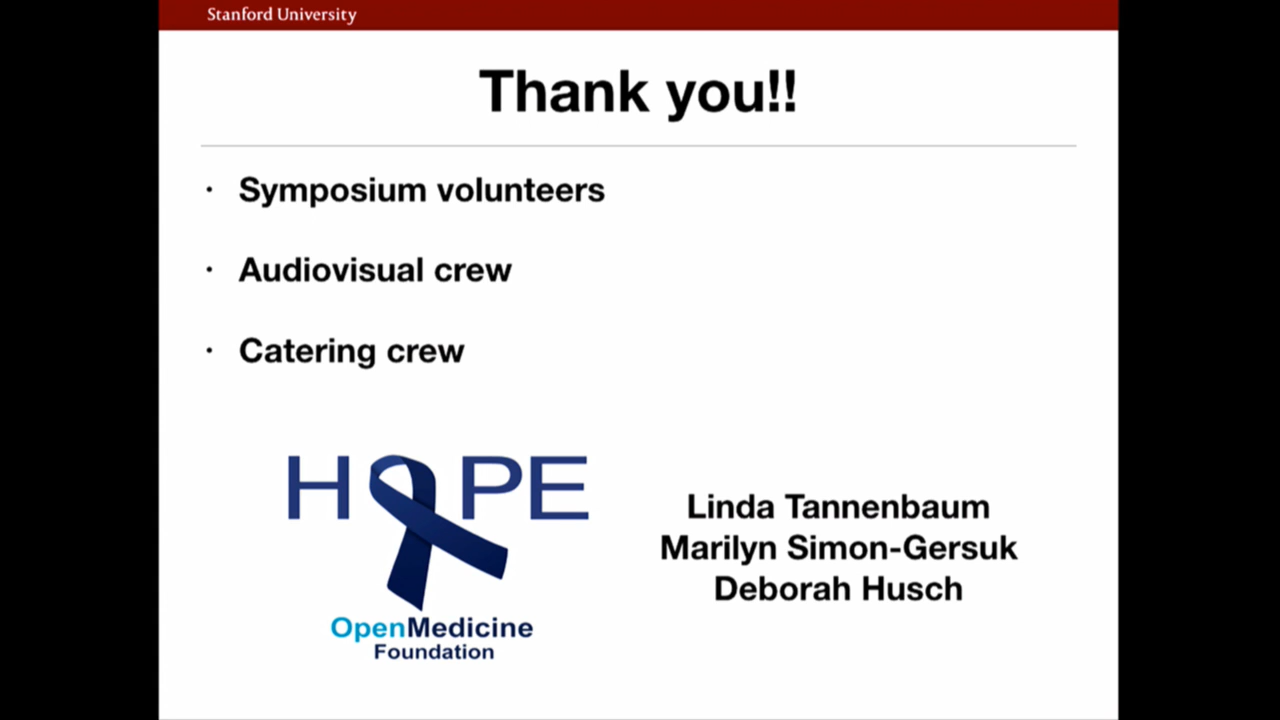 Stanford University
Thank you!!
• Symposium volunteers
• Audiovisual crew
• Catering crew
HOPE
OpenMedicine
Foundation
Linda Tannenbaum
Marilyn Simon-Gersuk
Deborah Husch